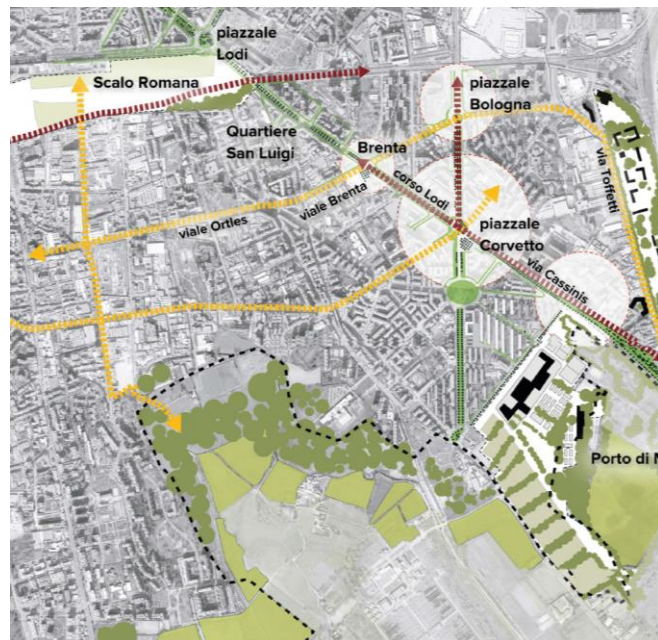 piazzale
Lodi
Scalo Romana
piazzale
Bologna
Quartiere
San Luigi
Brenta
via Toffetti
viale Brenta
corso Lodi
viale Ortles
piazzale
Corvetto
via Cassinis
Porto di